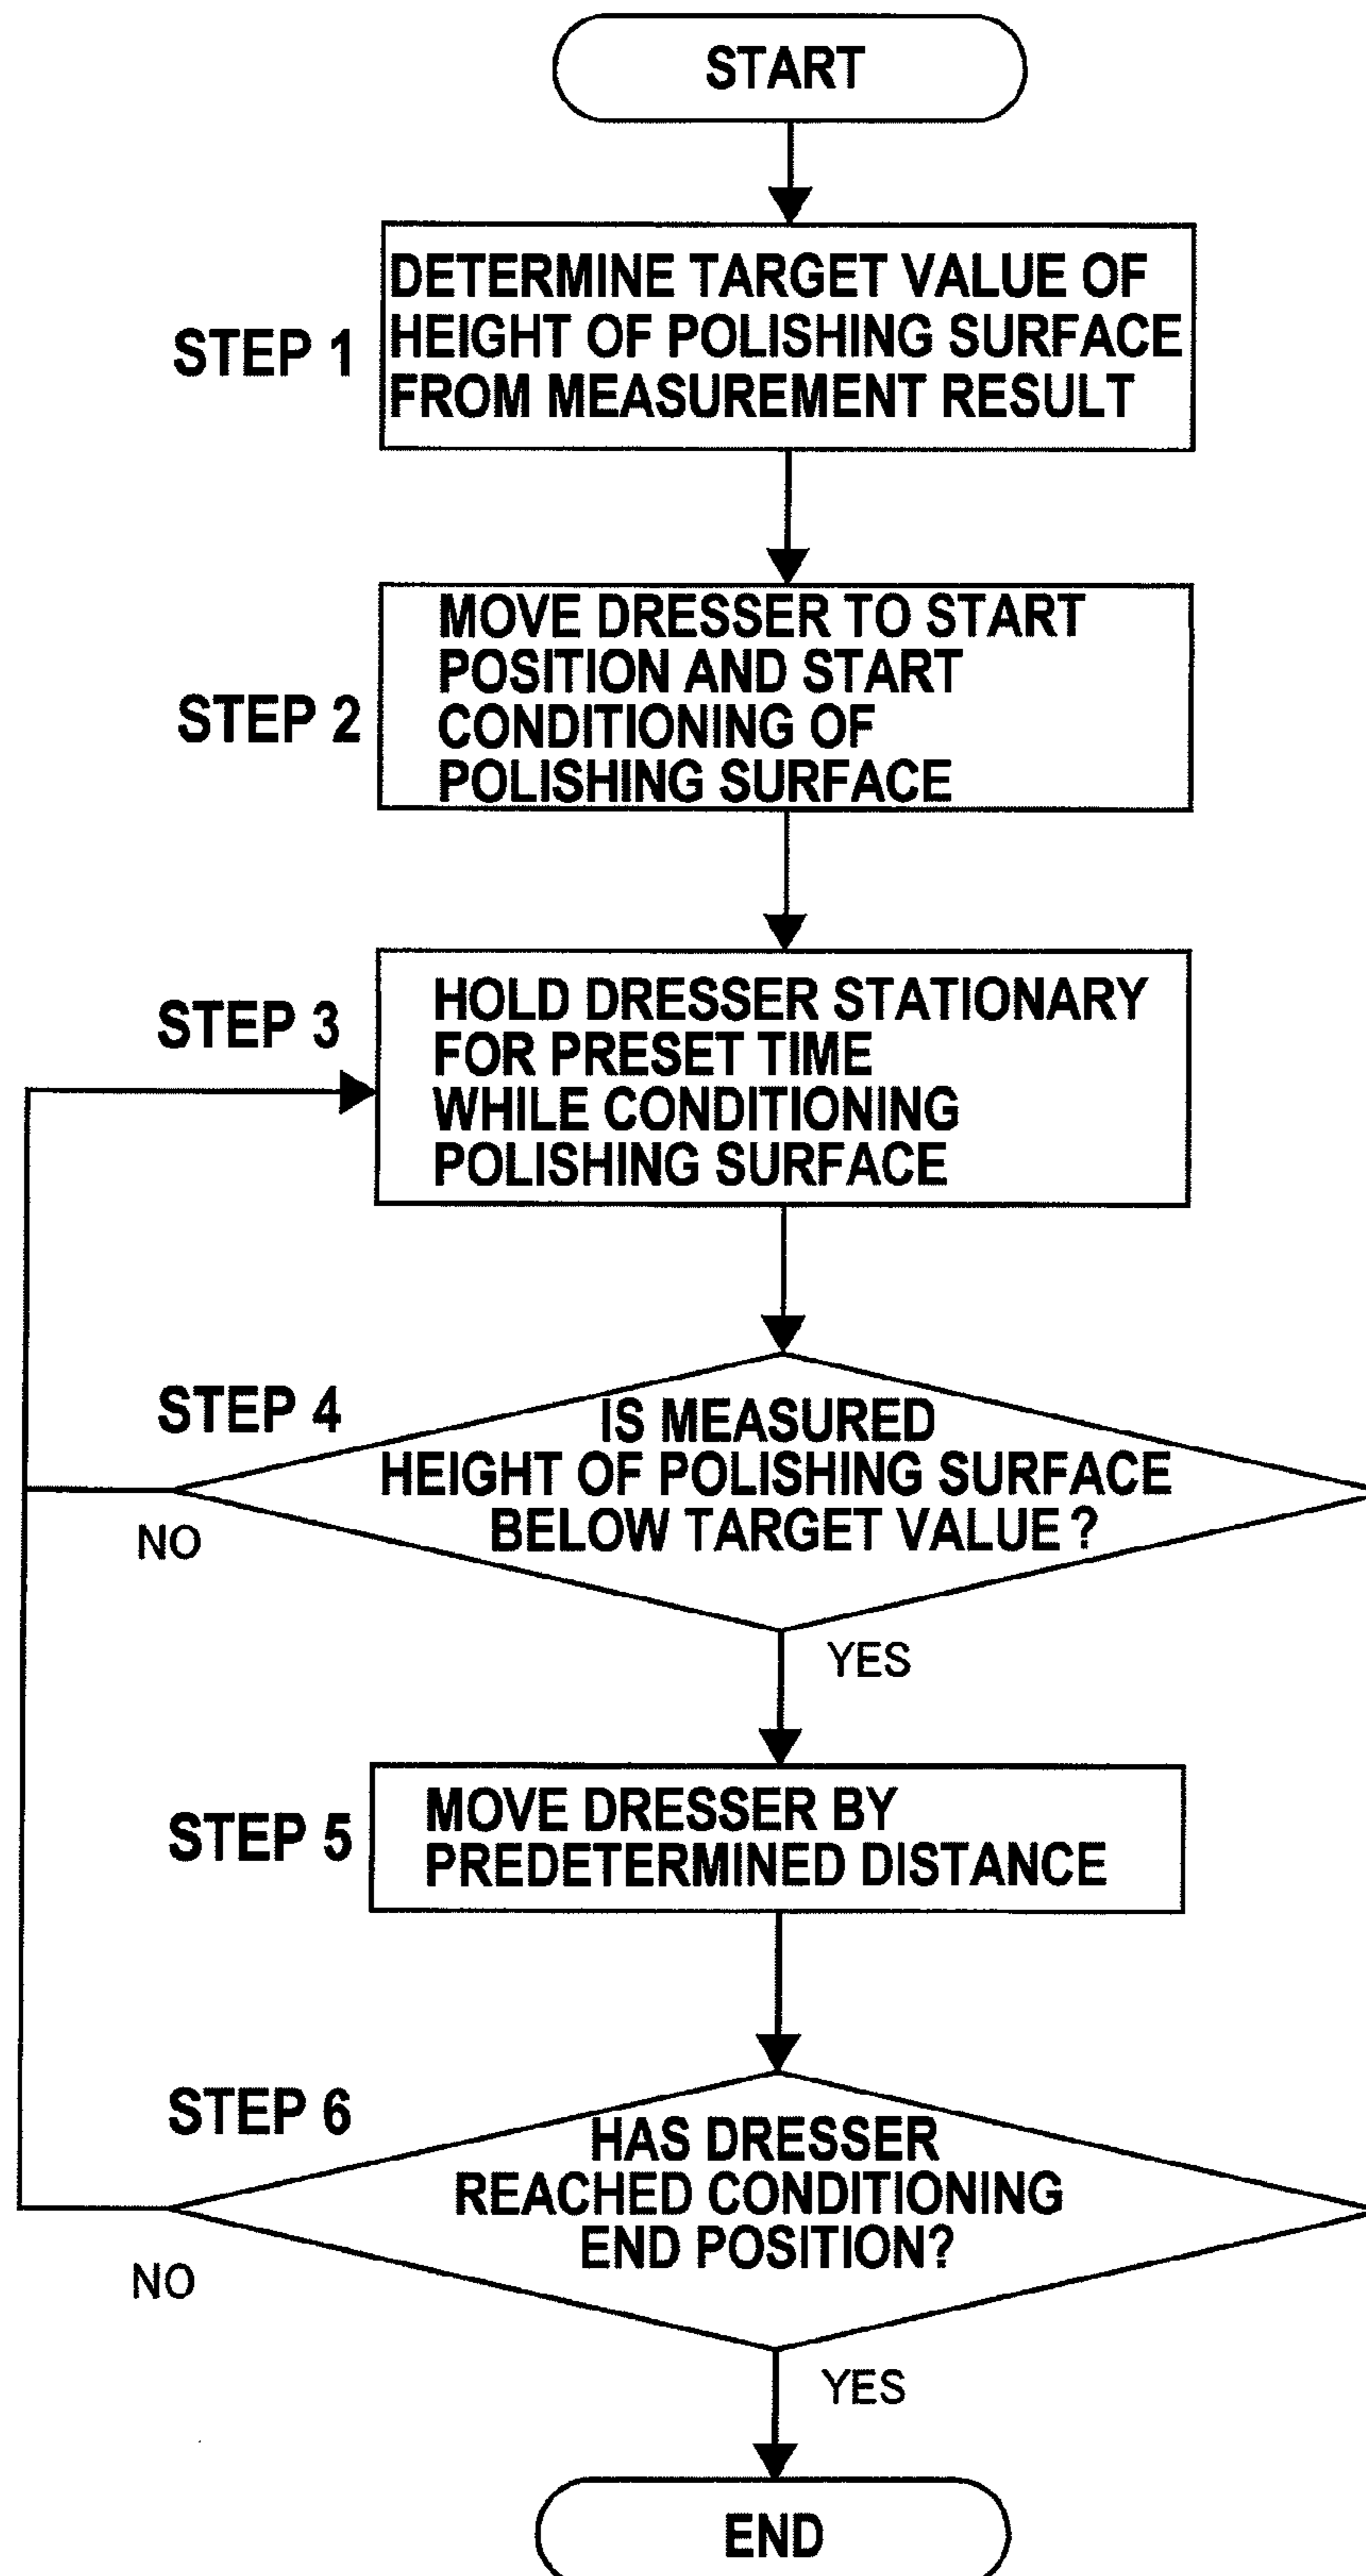 START
STEP 1
DETERMINE TARGET VALUE OF
HEIGHT OF POLISHING SURFACE
FROM MEASUREMENT RESULT
STEP 2
MOVE DRESSER TO START
POSITION AND START
CONDITIONING OF
POLISHING SURFACE
STEP 3
HOLD DRESSER STATIONARY
FOR PRESET TIME
WHILE CONDITIONING
POLISHING SURFACE
STEP 4
IS MEASURED
HEIGHT OF POLISHING SURFACE
BELOW TARGET VALUE ?
NO
YES
STEP 5
MOVE DRESSER BY
PREDETERMINED DISTANCE
STEP 6
HAS DRESSER
REACHED CONDITIONING
END POSITION?
NO
YES
END